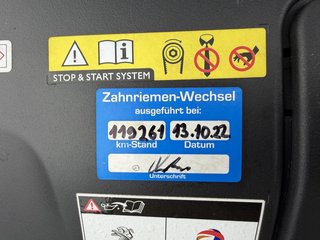 STOP & START SYSTEM
Zahnriemen-Wechsel
ausgeführt bei:
119261 13.10.22
km-Stand Datum
Unterschrift